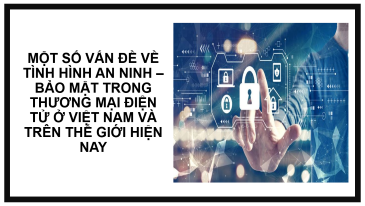 MỘT SỐ VẤN ĐỀ VỀ
TÌNH HÌNH AN NINH –
BẢO MẬT TRONG
THƯƠNG MẠI ĐIỆN
TỬ Ở VIỆT NAM VÀ
TRÊN THẾ GIỚI HIỆN
NAY